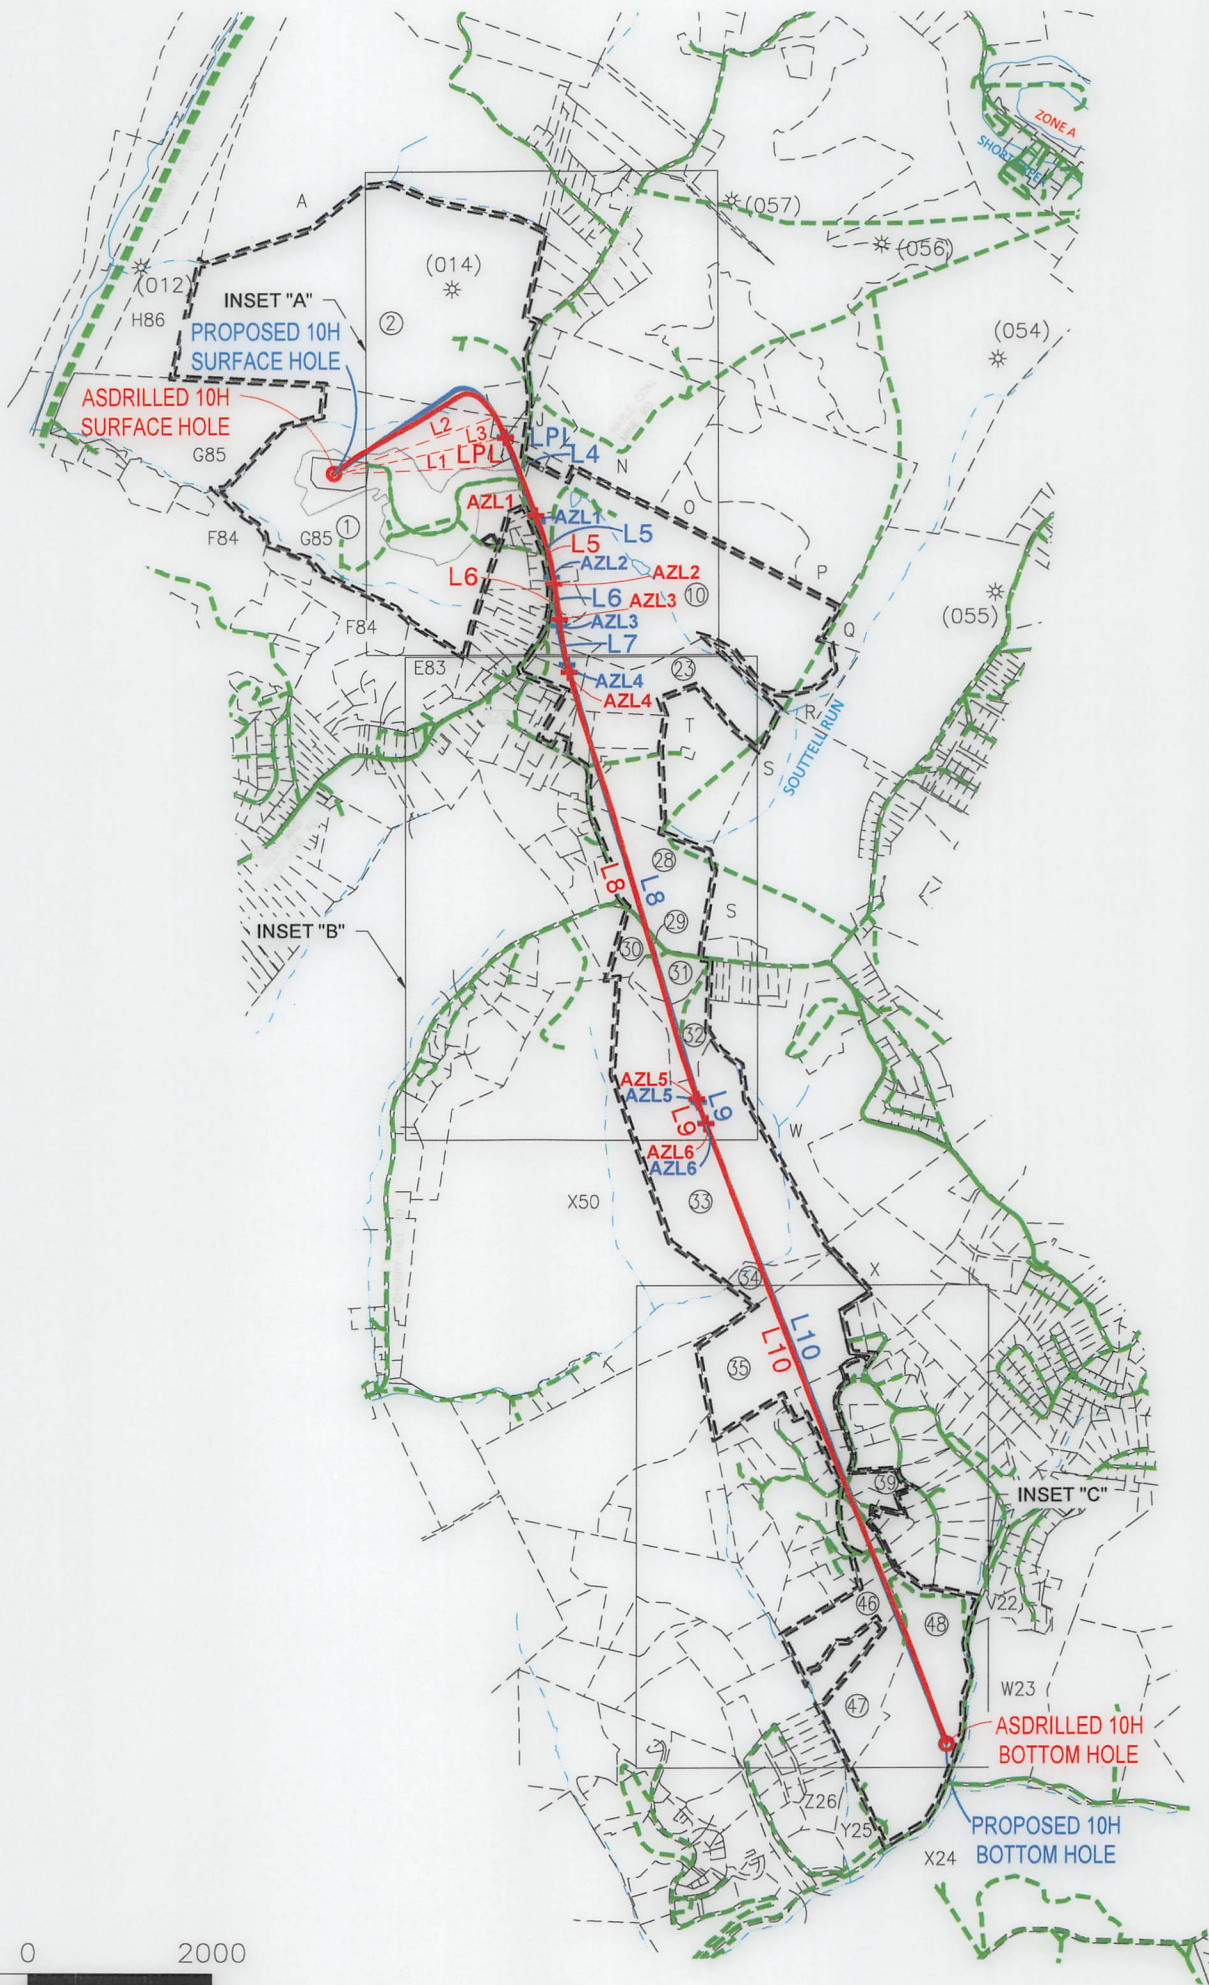 ZONE A
SHORT CREEK
(057)
A
(056)
(012)
(014)
INSET "A"
H86
2
PROPOSED 10H
SURFACE HOLE
(054)
ASDRILLED 10H
SURFACE HOLE
J
L2
L3
LPL
LPL
L4
L1
G85
N
O
AZL1
AZL1
F84
G85
1
L5
L5
AZL2
AZL2
P
L6
L6
AZL3
10
(055)
AZL3
F84
Q
L7
E83
23
AZL4
AZL4
R
T
SOUTTELL RUN
S
28
L8
L8
S
29
INSET "B"
30
31
32
AZL5
AZL5
L9
L9
W
AZL6
AZL6
X50
33
34
X
L10
L10
35
39
INSET "C"
46
V22
48
W23
47
ASDRILLED 10H
BOTTOM HOLE
Z26
Y25
PROPOSED 10H
BOTTOM HOLE
X24
0 2000